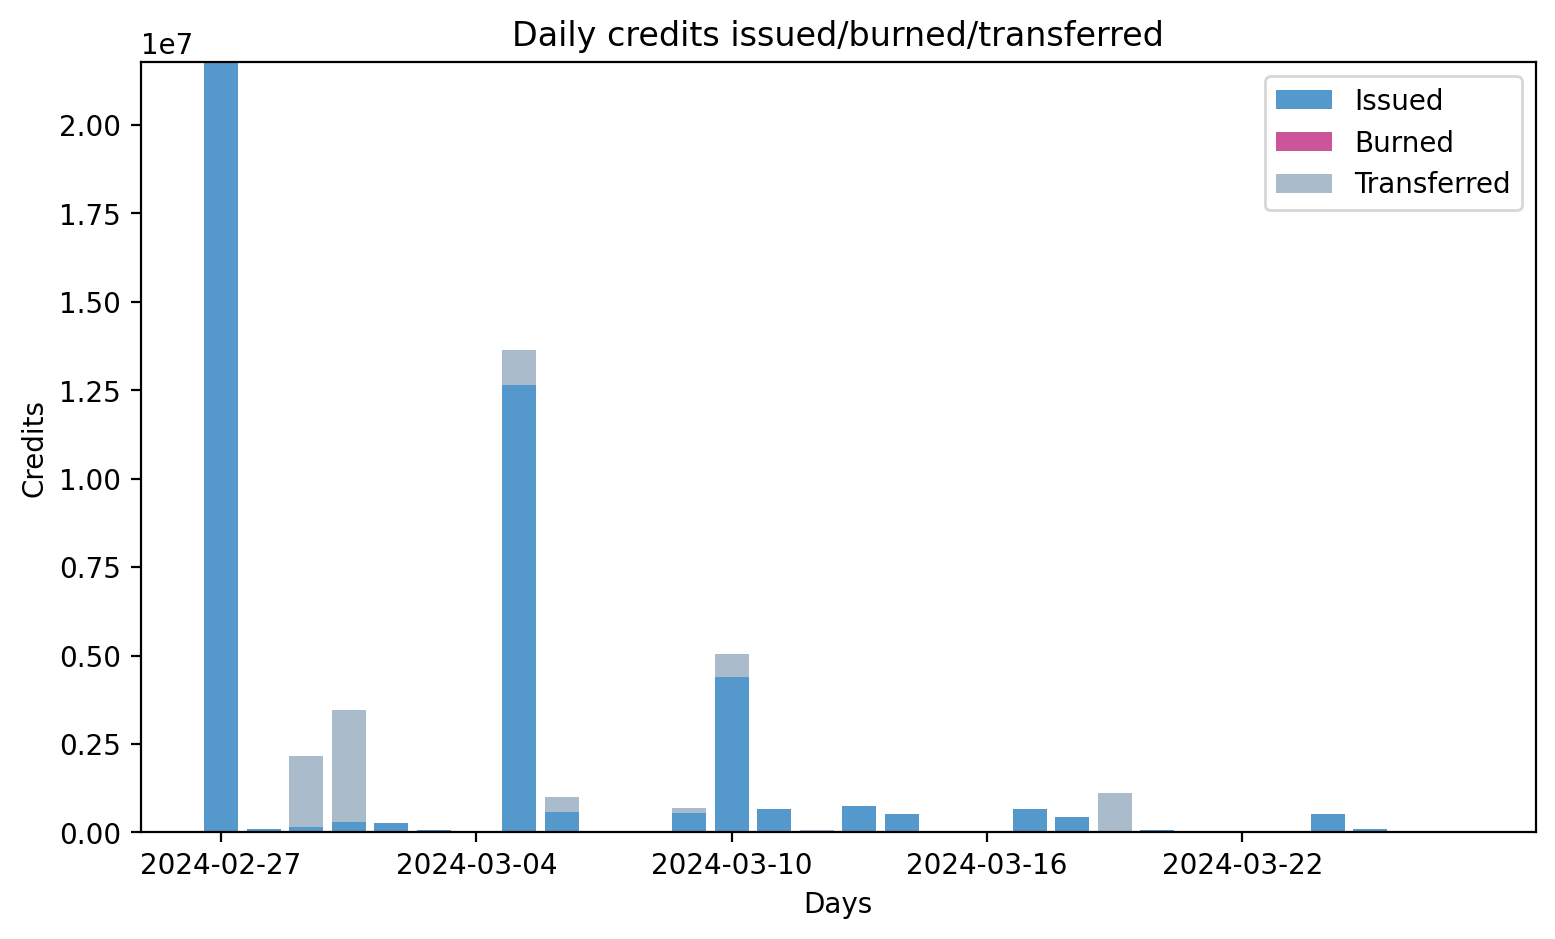 Daily credits issued/burned/transferred
1e7
Issued
Burned
Transferred
2.00
1.75
1.50
1.25
1.00
0.75
0.50
0.25
0.00
Credits
2024-02-27 2024-03-04 2024-03-10 2024-03-16 2024-03-22
Days